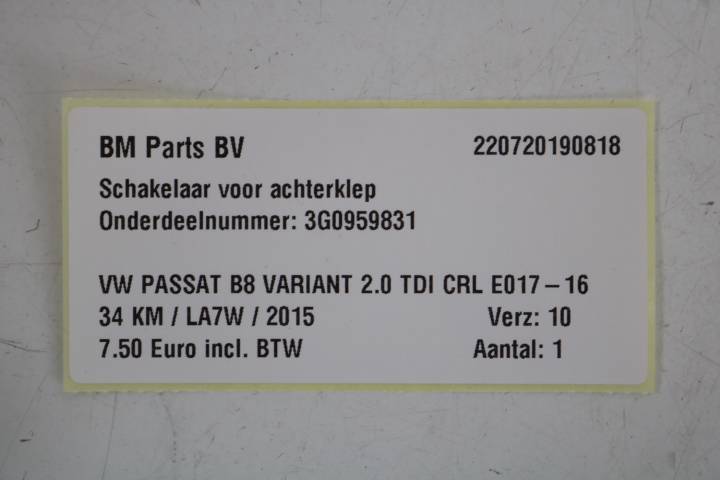 BM Parts BV 220720190818
Schakelaar voor achterklep
Onderdeelnummer: 3G0959831
VW PASSAT B8 VARIANT 2.0 TDI CRL E017 – 16
34 KM / LA7W / 2015 Verz: 10
7.50 Euro incl. BTW Aantal: 1